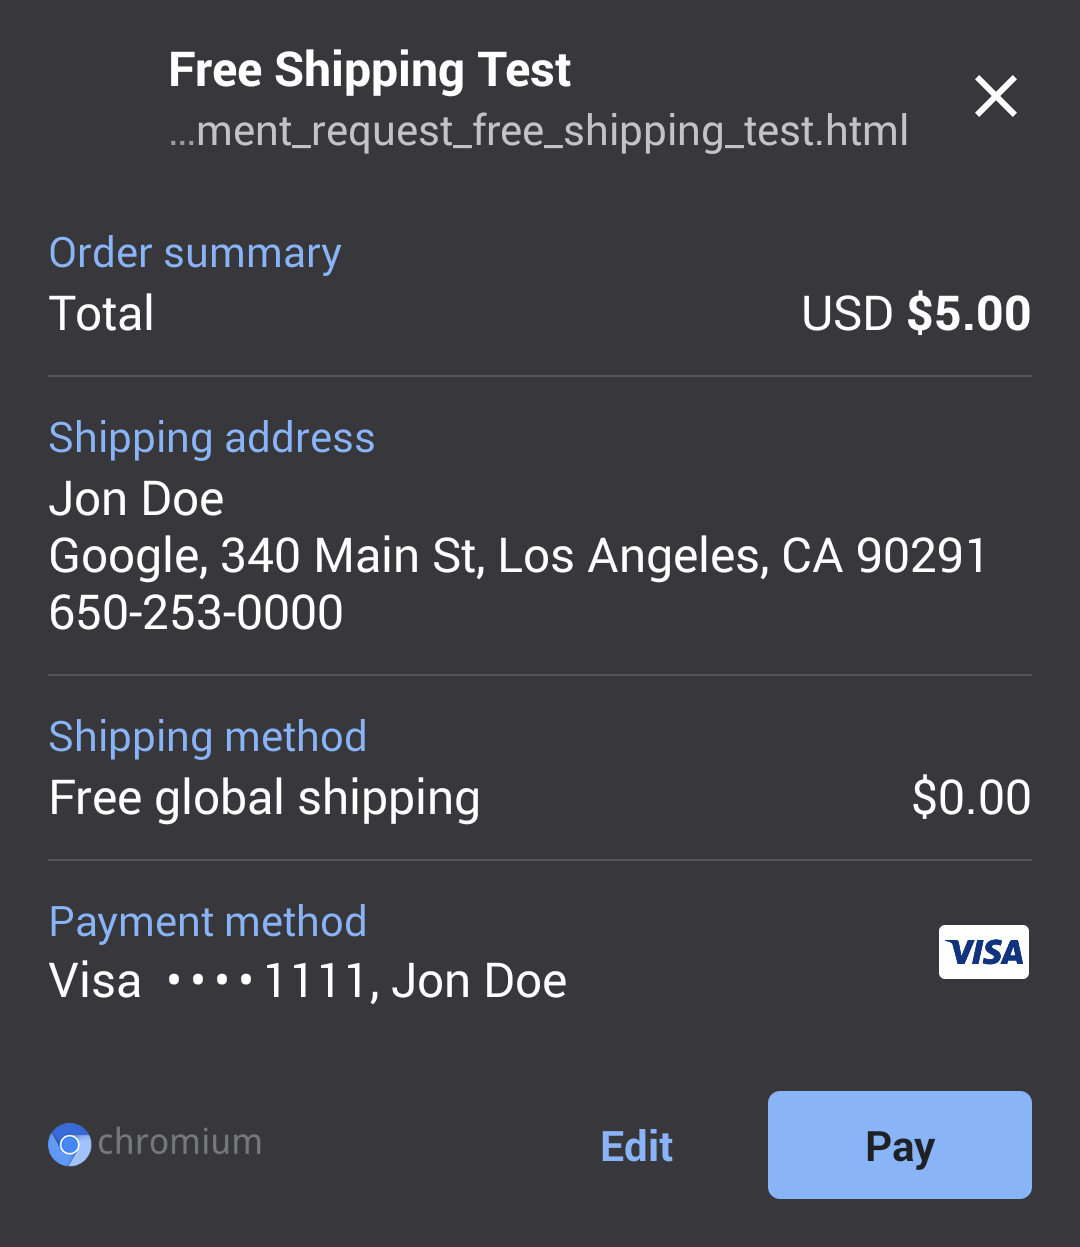 Free Shipping Test
...ment_request_free_shipping_test.html
Order summary
Total USD $5.00
Shipping address
Jon Doe
Google, 340 Main St, Los Angeles, CA 90291
650-253-0000
Shipping method
Free global shipping $0.00
Payment method
Visa •••• 1111, Jon Doe VISA
chromium Edit Pay